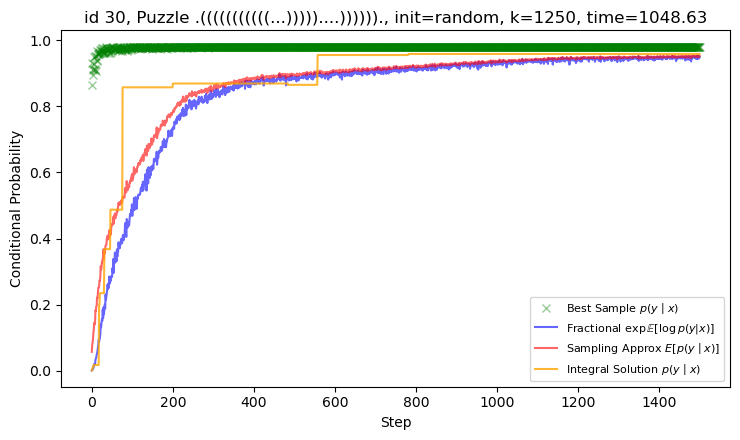 id 30, Puzzle .(((((((((((...)))))....))))))., init=random, k=1250, time=1048.63
Conditional Probability
1.0
0.8
0.6
0.4
0.2
0.0
Best Sample p(y | x)
Fractional exp𝔼[log p(y|x)]
Sampling Approx E[p(y | x)]
Integral Solution p(y | x)
0 200 400 600 800 1000 1200 1400
Step